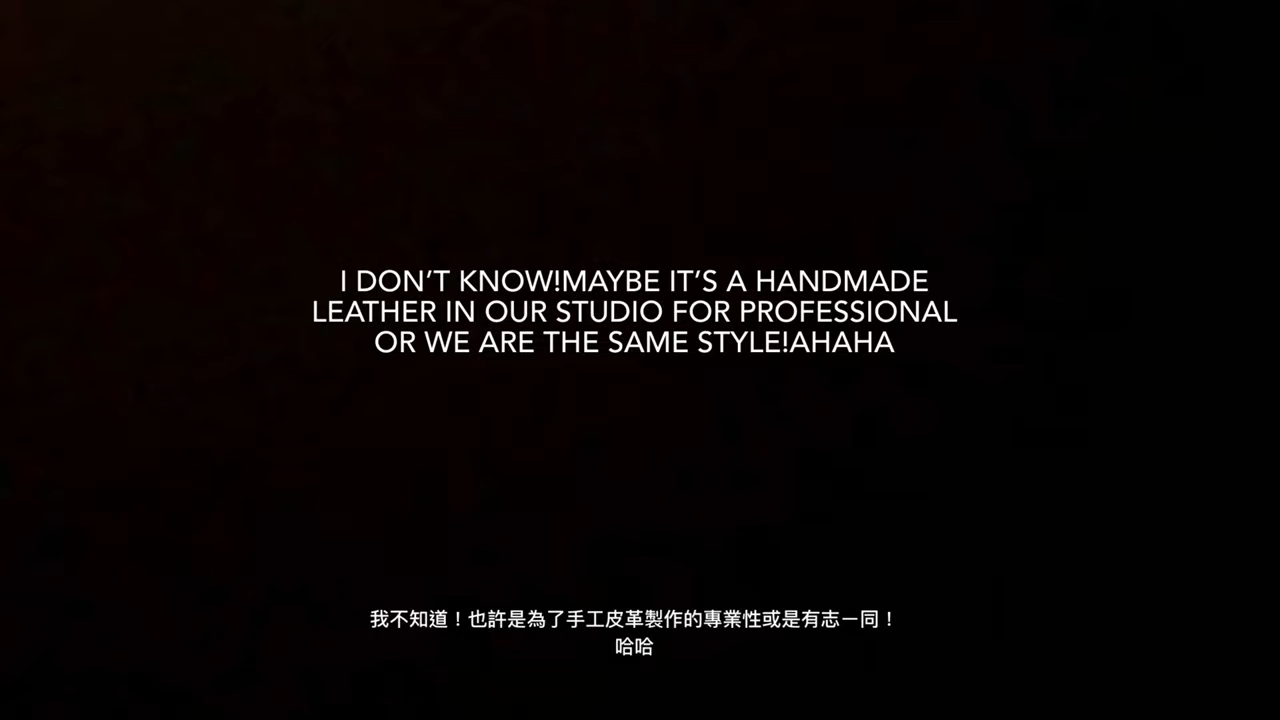 I DON’T KNOW!MAYBE IT’S A HANDMADE
LEATHER IN OUR STUDIO FOR PROFESSIONAL
OR WE ARE THE SAME STYLE!AHAHA
我不知道！也許是為了手工皮革製作的專業性或是有志一同！
哈哈